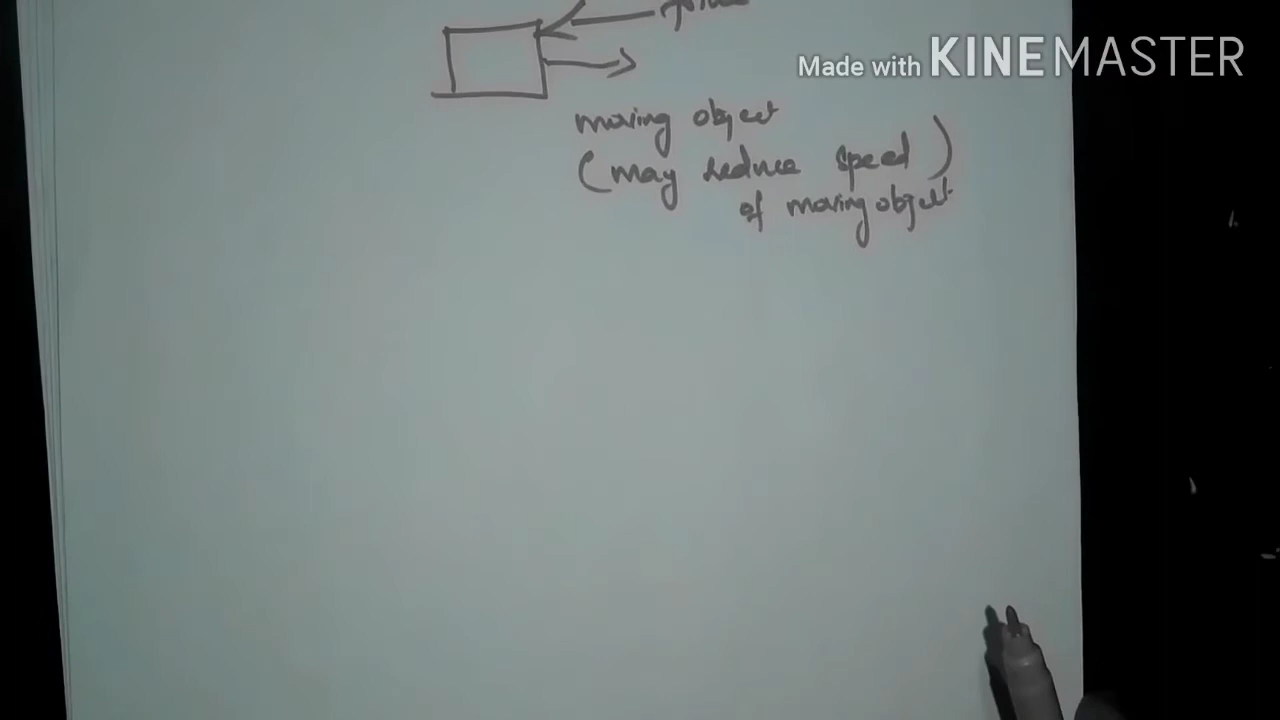 Made with KINEMASTER
moving object
(may reduce speed)
of moving object